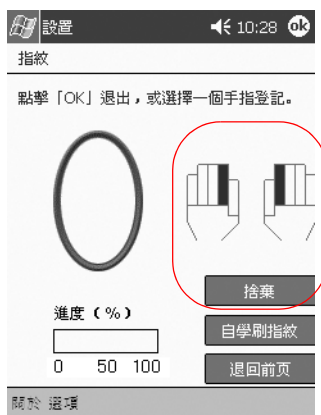 設置 10:28 ok
指紋
點擊「OK」退出，或選擇一個手指登記。
捨棄
進度（%）
自學刷指紋
0 50 100
退回前页
關於 選項